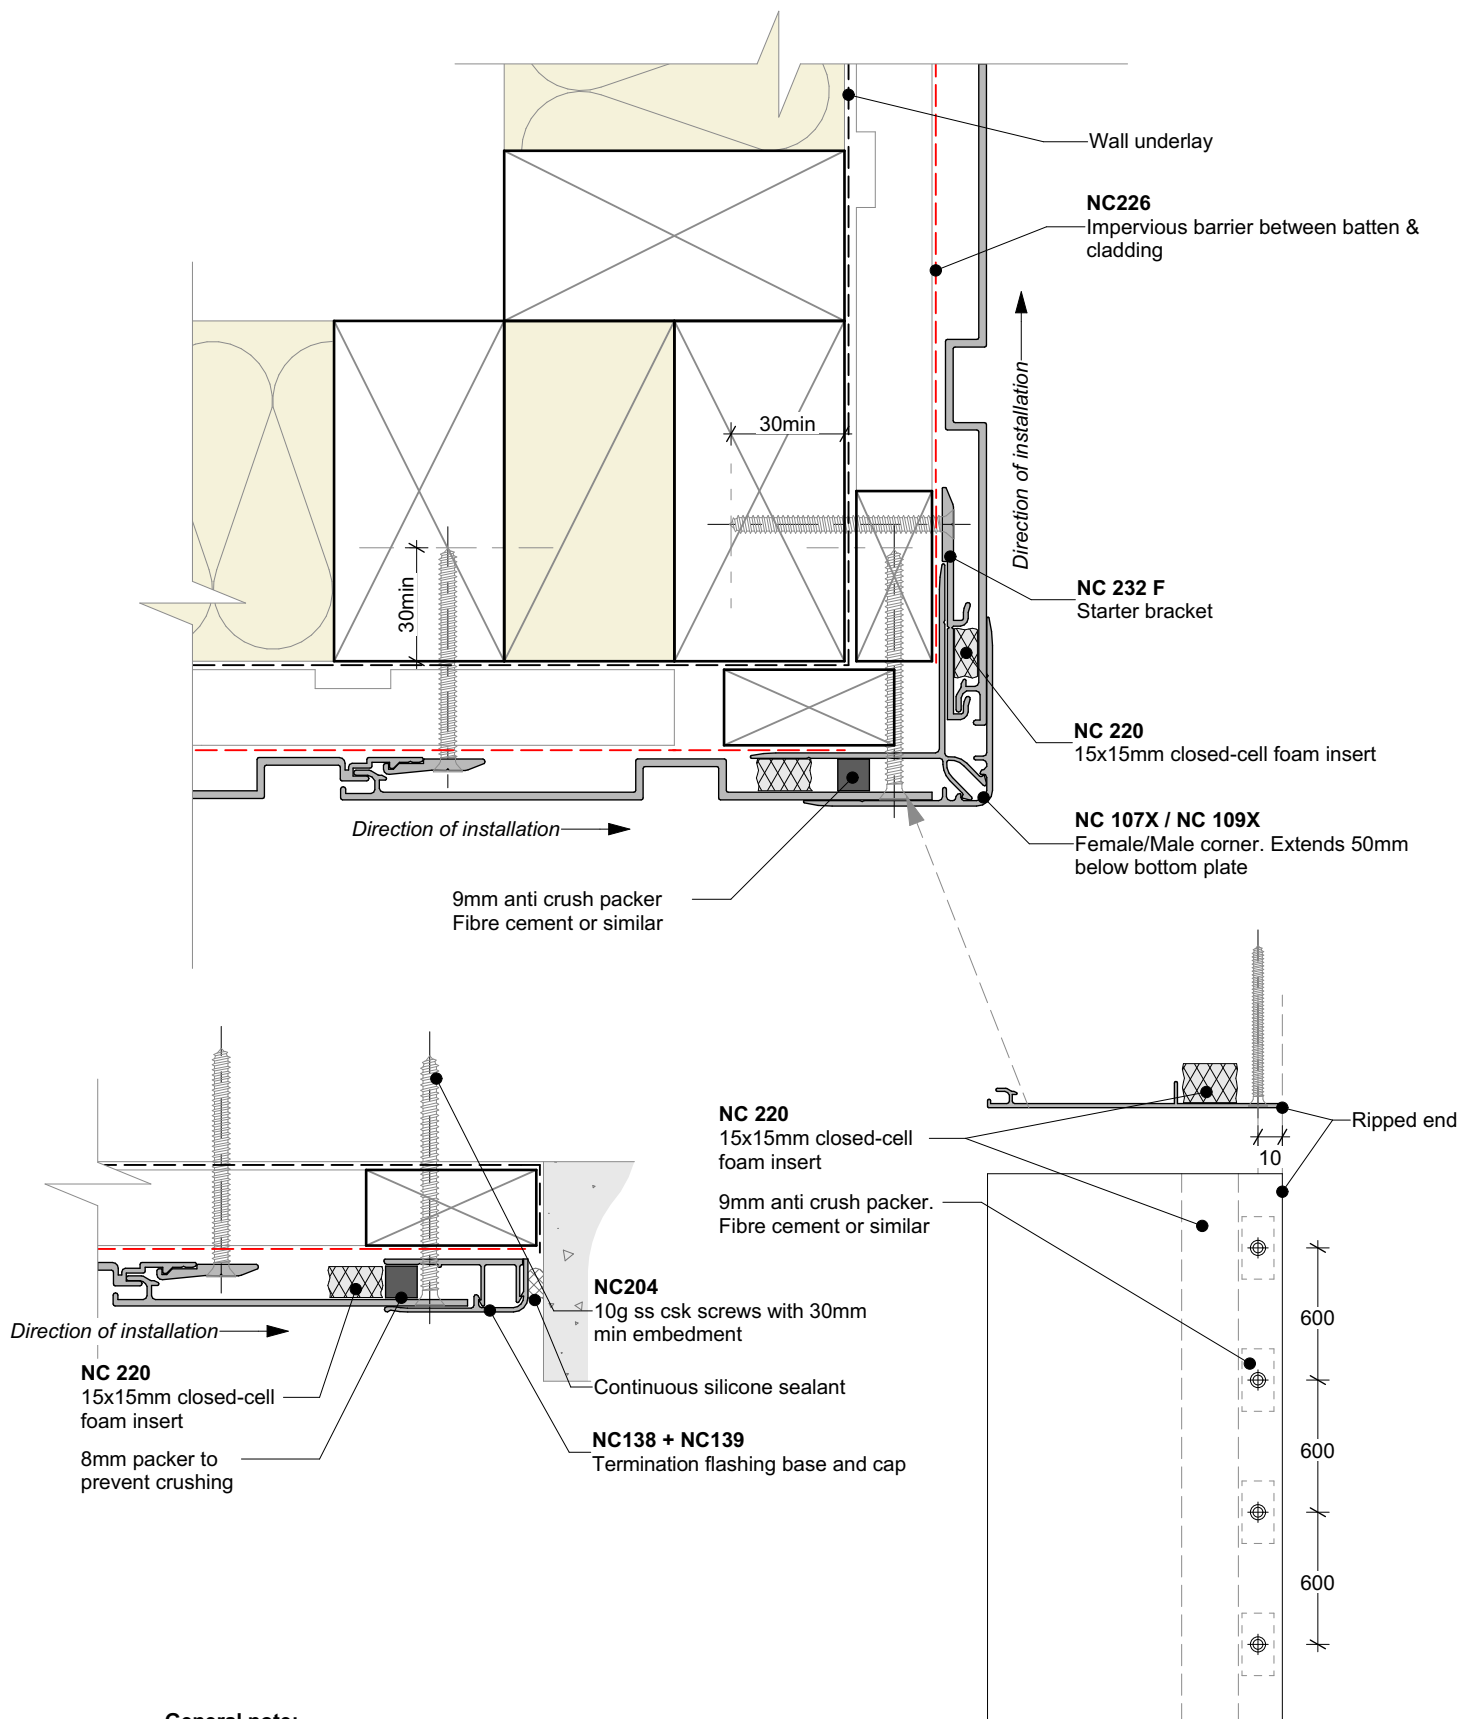 Wall underlay
NC226
Impervious barrier between batten &
cladding
Direction of installation
30min
30min
NC 232 F
Starter bracket
NC 220
15x15mm closed-cell foam insert
NC 107X / NC 109X
Female/Male corner. Extends 50mm
below bottom plate
Direction of installation
9mm anti crush packer
Fibre cement or similar
NC 220
15x15mm closed-cell
foam insert
9mm anti crush packer.
Fibre cement or similar
Ripped end
10
600
600
600
NC204
10g ss csk screws with 30mm
min embedment
Continuous silicone sealant
NC138 + NC139
Termination flashing base and cap
Direction of installation
NC 220
15x15mm closed-cell
foam insert
8mm packer to
prevent crushing
General note: